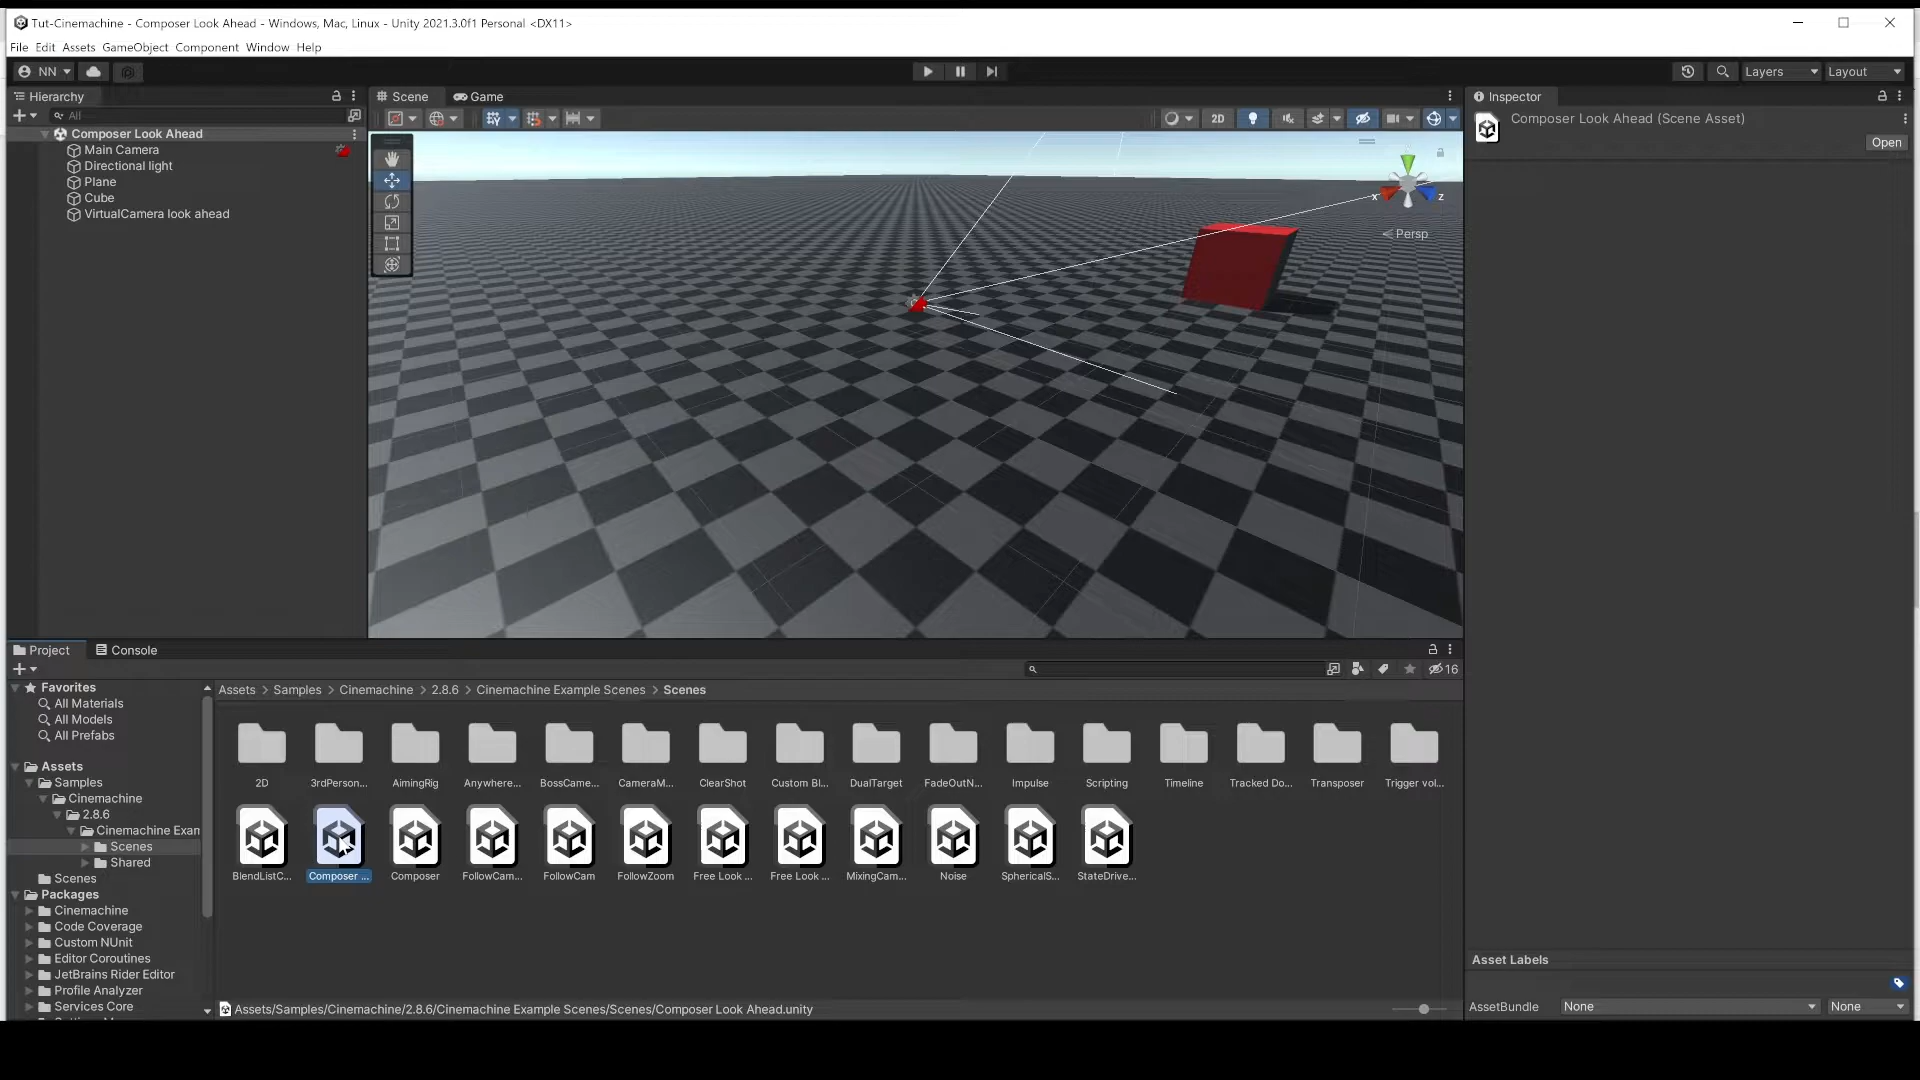 Tut-Cinemachine - Composer Look Ahead - Windows, Mac, Linux - Unity 2021.3.0f1 Personal <DX11>
File Edit Assets GameObject Component Window Help
NN Layers Layout
Hierarchy
Scene Game
Inspector
All
2D
Composer Look Ahead (Scene Asset)
Open
Composer Look Ahead
Main Camera
Directional light
Plane
Cube
VirtualCamera look ahead
x z
Persp
Project Console
16
Favorites
All Materials
All Models
All Prefabs
Assets
Samples
Cinemachine
2.8.6
Cinemachine Exan
Scenes
Shared
Scenes
Packages
Cinemachine
Code Coverage
Custom NUnit
Editor Coroutines
JetBrains Rider Editor
Profile Analyzer
Services Core
Assets > Samples > Cinemachine > 2.8.6 > Cinemachine Example Scenes > Scenes
2D 3rdPerson... AimingRig Anywhere... BossCame... CameraM... ClearShot Custom Bl... DualTarget FadeOutN... Impulse Scripting Timeline Tracked Do... Transposer Trigger vol...
BlendListC... Composer ... Composer FollowCam... FollowCam FollowZoom Free Look ... Free Look ... MixingCam... Noise SphericalS... StateDrive...
Assets/Samples/Cinemachine/2.8.6/Cinemachine Example Scenes/Scenes/Composer Look Ahead.unity
Asset Labels
AssetBundle None None